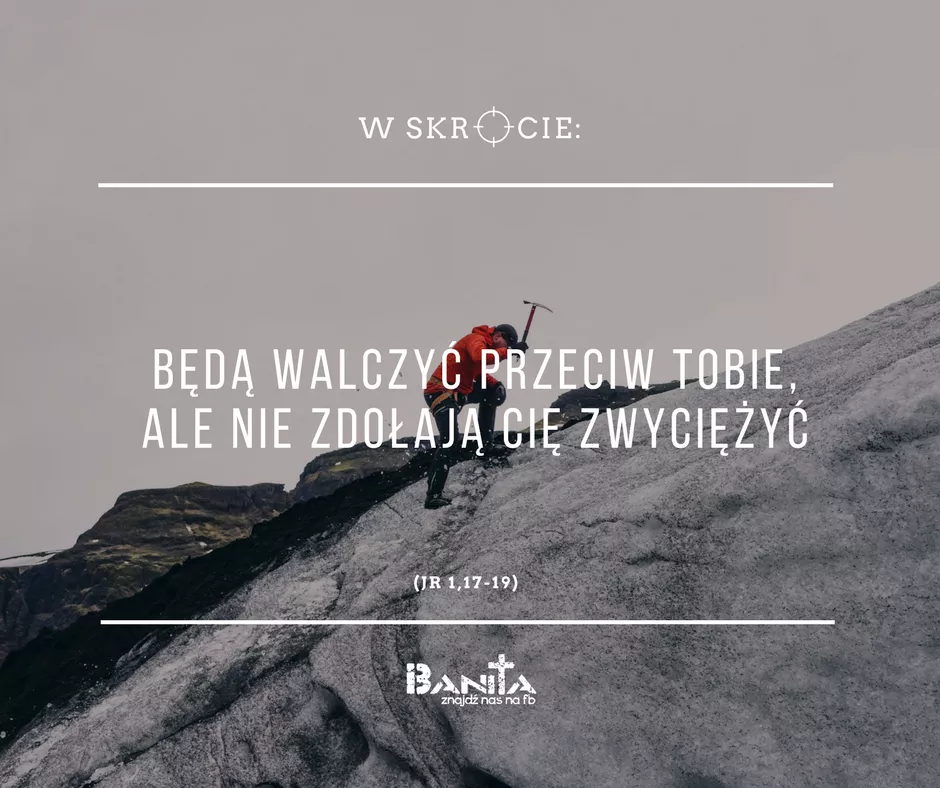 W SKRÓCIE:
BĘDĄ WALCZYĆ PRZECIW TOBIE,
ALE NIE ZDOŁAJĄ CIĘ ZWYCIĘŻYĆ
(JR 1,17-19)
BANITA
znajdź nas na fb